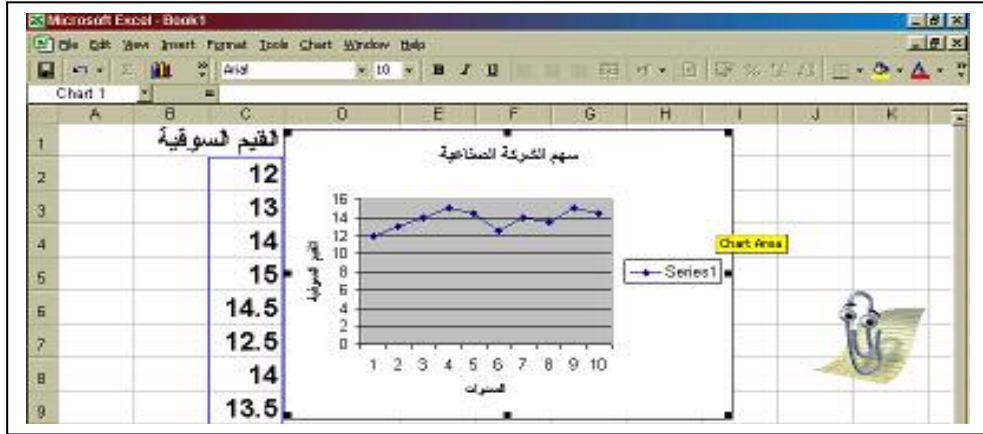 Microsoft Excel - Book1
File Edit View Insert Format Tools Chart Window Help
Arial 10 B I U
Chart 1 =
A B C D E F G H I J K
1 القيم السوقية
2 12
3 13
4 14
5 15
6 14.5
7 12.5
8 14
9 13.5
سهم الشركة الصناعية
القيم السوقية
16
14
12
10
8
6
4
2
0
1 2 3 4 5 6 7 8 9 10
السنوات
Series1
Chart Area